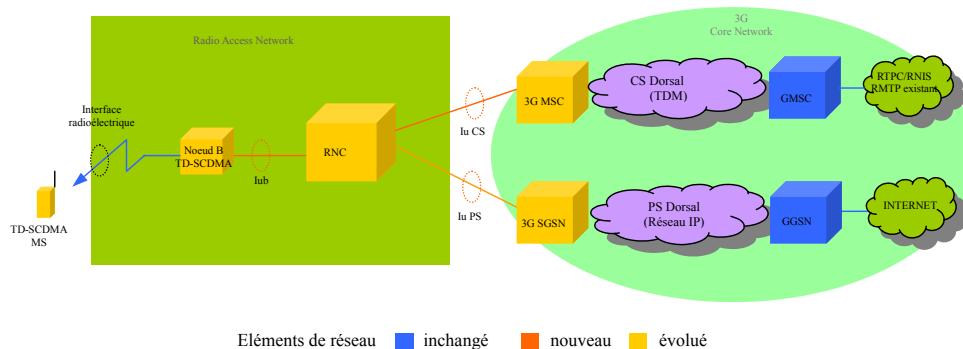 3G
Core Network
Radio Access Network
Interface
radioélectrique
Noeud B
TD-SCDMA
Iub
RNC
Iu CS
Iu PS
3G MSC
CS Dorsal
(TDM)
GMSC
RTPC/RNIS
RMTP existant
TD-SCDMA
MS
3G SGSN
PS Dorsal
(Réseau IP)
GGSN
INTERNET
Eléments de réseau
inchangé
nouveau
évolué